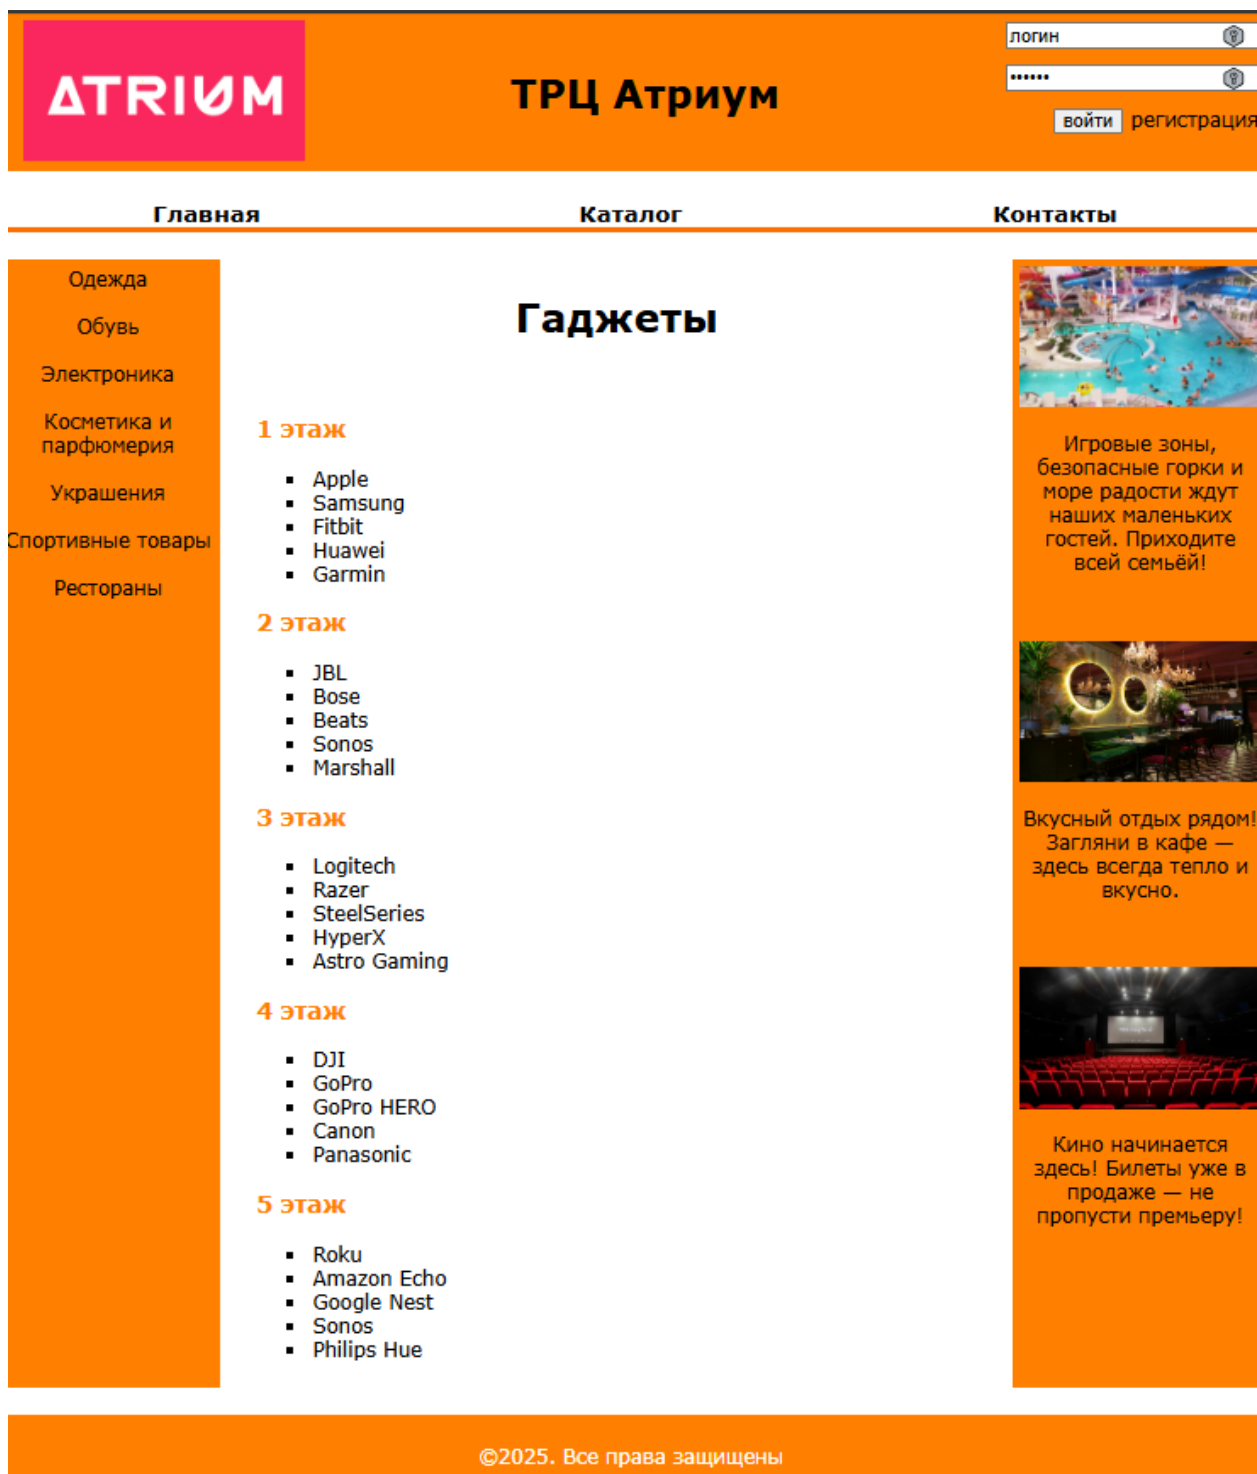 ATRIUM
ТРЦ Атриум
логин
••••••
войти регистрация
Главная Каталог Контакты
Одежда
Обувь
Электроника
Косметика и
парфюмерия
Украшения
Спортивные товары
Рестораны
Гаджеты
1 этаж
Apple
Samsung
Fitbit
Huawei
Garmin
2 этаж
JBL
Bose
Beats
Sonos
Marshall
3 этаж
Logitech
Razer
SteelSeries
HyperX
Astro Gaming
4 этаж
DJI
GoPro
GoPro HERO
Canon
Panasonic
5 этаж
Roku
Amazon Echo
Google Nest
Sonos
Philips Hue
Игровые зоны,
безопасные горки и
море радости ждут
наших маленьких
гостей. Приходите
всей семьёй!
Вкусный отдых рядом!
Загляни в кафе —
здесь всегда тепло и
вкусно.
Кино начинается
здесь! Билеты уже в
продаже — не
пропусти премьеру!
©2025. Все права защищены